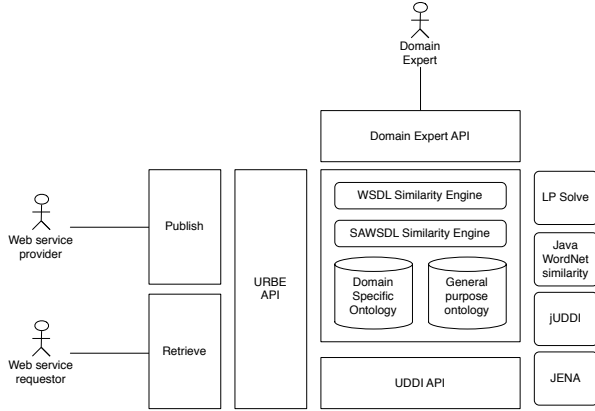 Domain
Expert
Domain Expert API
WSDL Similarity Engine
SAWSDL Similarity Engine
Domain
Specific
Ontology
General
purpose
ontology
UDDI API
URBE
API
Publish
Retrieve
Web service
provider
Web service
requestor
LP Solve
Java
WordNet
similarity
jUDDI
JENA